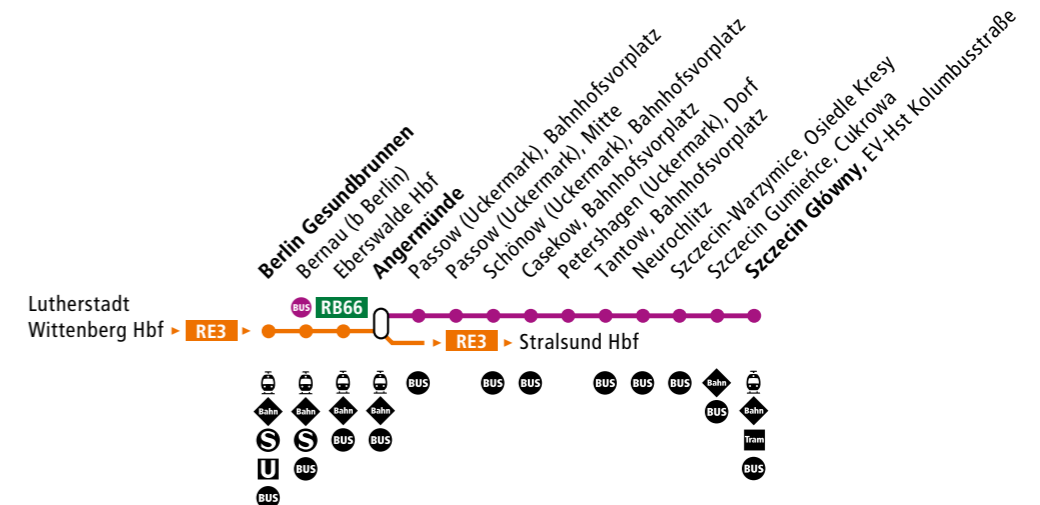 Berlin Gesundbrunnen
Bernau (b Berlin)
Eberswalde Hbf
Angermünde
Passow (Uckermark), Bahnhofsvorplatz
Passow (Uckermark), Mitte
Schönow (Uckermark), Bahnhofsvorplatz
Casekow, Bahnhofsvorplatz
Petershagen (Uckermark), Dorf
Tantow, Bahnhofsvorplatz
Neurochlitz
Szczecin-Warzymice, Osiedle Kresy
Szczecin Gumieńce, Cukrowa
Szczecin Główny, EV-Hst Kolumbusstraße
Lutherstadt
Wittenberg Hbf
RE3
BUS RB66
RE3 Stralsund Hbf
BUS BUS BUS BUS BUS BUS Bahn
Bahn Bahn Bahn Bahn BUS Bahn
S S BUS BUS Tram
U BUS BUS
BUS